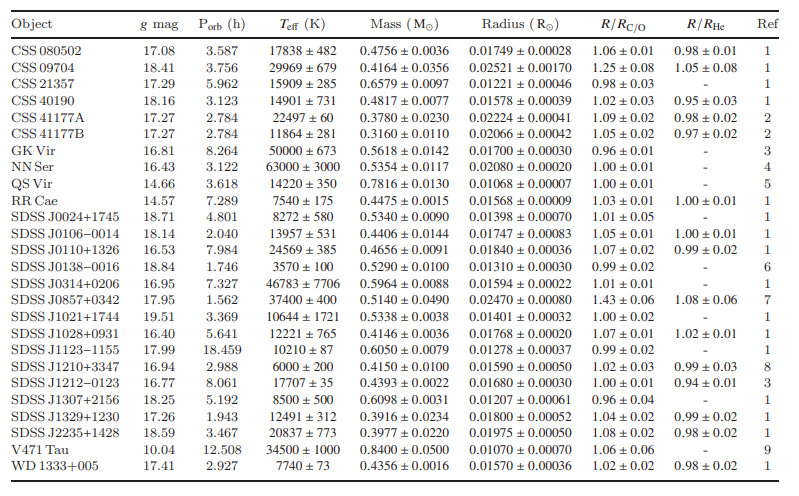 Object g mag Porb (h) Teff (K) Mass (M⊙) Radius (R⊙) R/RC/O R/RHe Ref
CSS 080502 17.08 3.587 17838 ± 482 0.4756 ± 0.0036 0.01749 ± 0.00028 1.06 ± 0.01 0.98 ± 0.01 1
CSS 09704 18.41 3.756 29969 ± 679 0.4164 ± 0.0356 0.02521 ± 0.00170 1.25 ± 0.08 1.05 ± 0.08 1
CSS 21357 17.29 5.962 15909 ± 285 0.6579 ± 0.0097 0.01221 ± 0.00046 0.98 ± 0.03 - 1
CSS 40190 18.16 3.123 14901 ± 731 0.4817 ± 0.0077 0.01578 ± 0.00039 1.02 ± 0.03 0.95 ± 0.03 1
CSS 41177A 17.27 2.784 22497 ± 60 0.3780 ± 0.0230 0.02224 ± 0.00041 1.09 ± 0.02 0.98 ± 0.02 2
CSS 41177B 17.27 2.784 11864 ± 281 0.3160 ± 0.0110 0.02066 ± 0.00042 1.05 ± 0.02 0.97 ± 0.02 2
GK Vir 16.81 8.264 50000 ± 673 0.5618 ± 0.0142 0.01700 ± 0.00030 0.96 ± 0.01 - 3
NN Ser 16.43 3.122 63000 ± 3000 0.5354 ± 0.0117 0.02080 ± 0.00020 1.00 ± 0.01 - 4
QS Vir 14.66 3.618 14220 ± 350 0.7816 ± 0.0130 0.01068 ± 0.00007 1.00 ± 0.01 - 5
RR Cae 14.57 7.289 7540 ± 175 0.4475 ± 0.0015 0.01568 ± 0.00009 1.03 ± 0.01 1.00 ± 0.01 1
SDSS J0024+1745 18.71 4.801 8272 ± 580 0.5340 ± 0.0090 0.01398 ± 0.00070 1.01 ± 0.05 - 1
SDSS J0106−0014 18.14 2.040 13957 ± 531 0.4406 ± 0.0144 0.01747 ± 0.00083 1.05 ± 0.01 1.00 ± 0.01 1
SDSS J0110+1326 16.53 7.984 24569 ± 385 0.4656 ± 0.0091 0.01840 ± 0.00036 1.07 ± 0.02 0.99 ± 0.02 1
SDSS J0138−0016 18.84 1.746 3570 ± 100 0.5290 ± 0.0100 0.01310 ± 0.00030 0.99 ± 0.02 - 6
SDSS J0314+0206 16.95 7.327 46783 ± 7706 0.5964 ± 0.0088 0.01594 ± 0.00022 1.01 ± 0.01 - 1
SDSS J0857+0342 17.95 1.562 37400 ± 400 0.5140 ± 0.0490 0.02470 ± 0.00080 1.43 ± 0.06 1.08 ± 0.06 7
SDSS J1021+1744 19.51 3.369 10644 ± 1721 0.5338 ± 0.0038 0.01401 ± 0.00032 1.00 ± 0.02 - 1
SDSS J1028+0931 16.40 5.641 12221 ± 765 0.4146 ± 0.0036 0.01768 ± 0.00020 1.07 ± 0.01 1.02 ± 0.01 1
SDSS J1123−1155 17.99 18.459 10210 ± 87 0.6050 ± 0.0079 0.01278 ± 0.00037 0.99 ± 0.02 - 1
SDSS J1210+3347 16.94 2.988 6000 ± 200 0.4150 ± 0.0100 0.01590 ± 0.00050 1.02 ± 0.03 0.99 ± 0.03 8
SDSS J1212−0123 16.77 8.061 17707 ± 35 0.4393 ± 0.0022 0.01680 ± 0.00030 1.00 ± 0.01 0.94 ± 0.01 3
SDSS J1307+2156 18.25 5.192 8500 ± 500 0.6098 ± 0.0031 0.01207 ± 0.00061 0.96 ± 0.04 - 1
SDSS J1329+1230 17.26 1.943 12491 ± 312 0.3916 ± 0.0234 0.01800 ± 0.00052 1.04 ± 0.02 0.99 ± 0.02 1
SDSS J2235+1428 18.59 3.467 20837 ± 773 0.3977 ± 0.0220 0.01975 ± 0.00050 1.08 ± 0.02 0.98 ± 0.02 1
V471 Tau 10.04 12.508 34500 ± 1000 0.8400 ± 0.0500 0.01070 ± 0.00070 1.06 ± 0.06 - 9
WD 1333+005 17.41 2.927 7740 ± 73 0.4356 ± 0.0016 0.01570 ± 0.00036 1.02 ± 0.02 0.98 ± 0.02 1